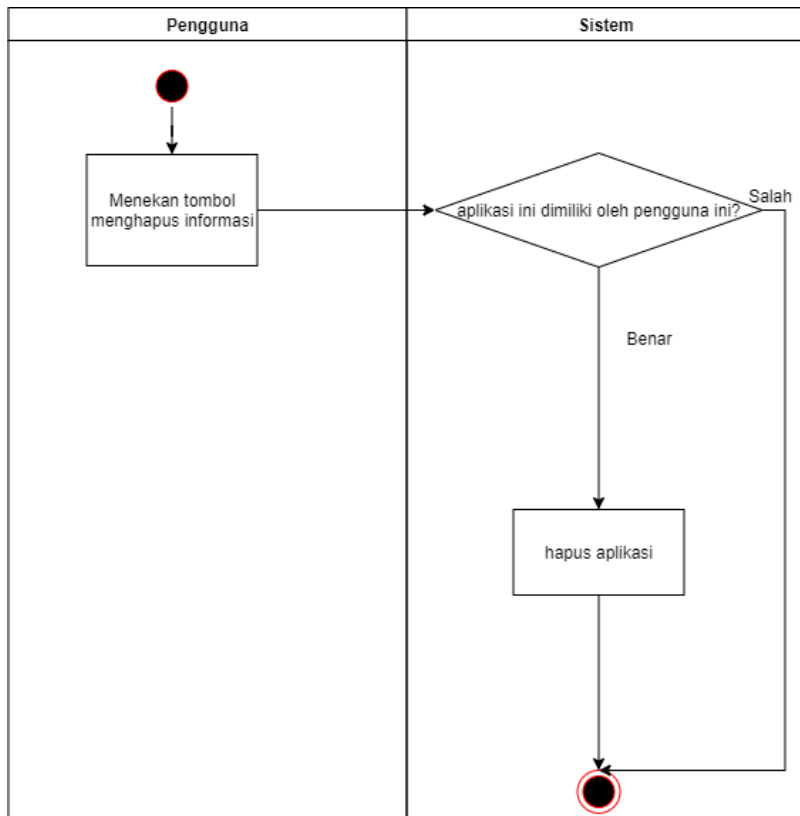 Pengguna
Sistem
Menekan tombol
menghapus informasi
aplikasi ini dimiliki oleh pengguna ini?
Salah
Benar
hapus aplikasi